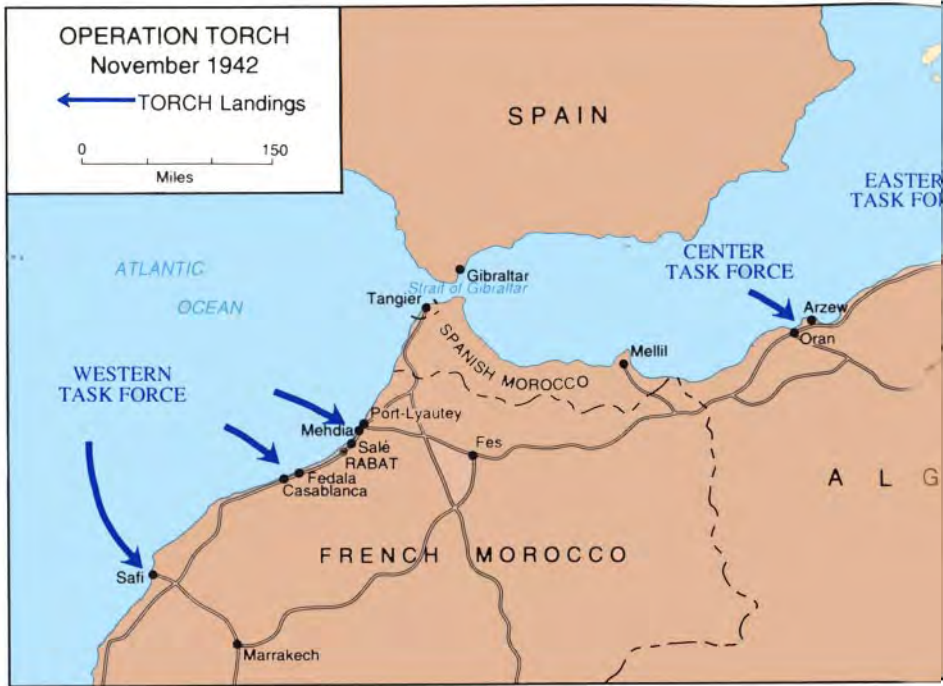 OPERATION TORCH
November 1942
TORCH Landings
0 150
Miles
SPAIN
EASTER
TASK FO
CENTER
TASK FORCE
ATLANTIC
OCEAN
Gibraltar
Strait of Gibraltar
Tangier
Arzew
Oran
SPANISH MOROCCO
Mellil
WESTERN
TASK FORCE
Port-Lyautey
Mehdia
Salé
RABAT
Fes
Fedala
Casablanca
ALG
FRENCH MOROCCO
Safi
Marrakech